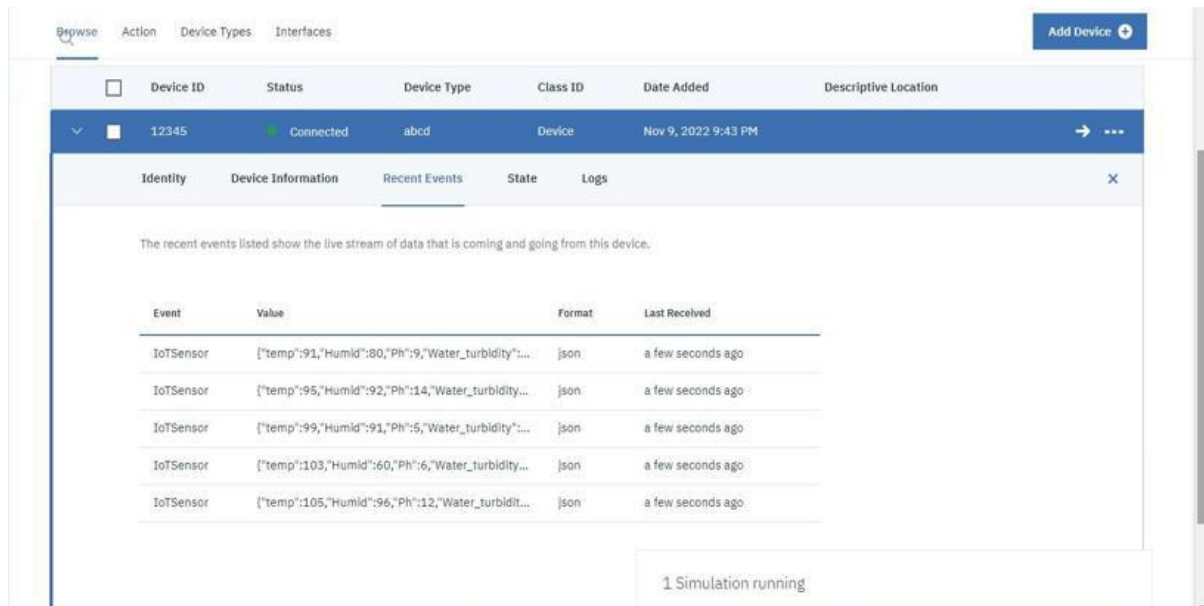 Browse Action Device Types Interfaces Add Device
Device ID Status Device Type Class ID Date Added Descriptive Location
12345 Connected abcd Device Nov 9, 2022 9:43 PM
Identity Device Information Recent Events State Logs
The recent events listed show the live stream of data that is coming and going from this device.
Event Value Format Last Received
IoTSensor {"temp":91,"Humid":80,"Ph":9,"Water_turbidity":... json a few seconds ago
IoTSensor {"temp":95,"Humid":92,"Ph":14,"Water_turbidity... json a few seconds ago
IoTSensor {"temp":99,"Humid":91,"Ph":5,"Water_turbidity":... json a few seconds ago
IoTSensor {"temp":103,"Humid":60,"Ph":6,"Water_turbidity... json a few seconds ago
IoTSensor {"temp":105,"Humid":96,"Ph":12,"Water_turbidit... json a few seconds ago
1 Simulation running